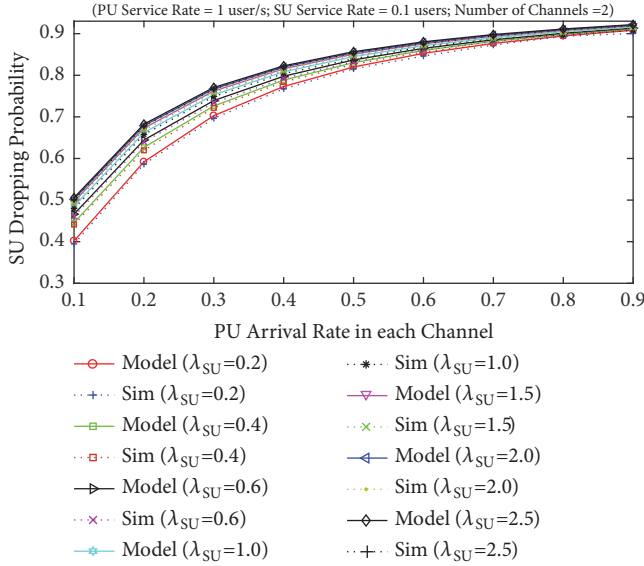 (PU Service Rate = 1 user/s; SU Service Rate = 0.1 users; Number of Channels =2)
SU Dropping Probability
0.9
0.8
0.7
0.6
0.5
0.4
0.3
0.1 0.2 0.3 0.4 0.5 0.6 0.7 0.8 0.9
PU Arrival Rate in each Channel
Model (λSU=0.2)
Sim (λSU=0.2)
Model (λSU=0.4)
Sim (λSU=0.4)
Model (λSU=0.6)
Sim (λSU=0.6)
Model (λSU=1.0)
Sim (λSU=1.0)
Model (λSU=1.5)
Sim (λSU=1.5)
Model (λSU=2.0)
Sim (λSU=2.0)
Model (λSU=2.5)
Sim (λSU=2.5)